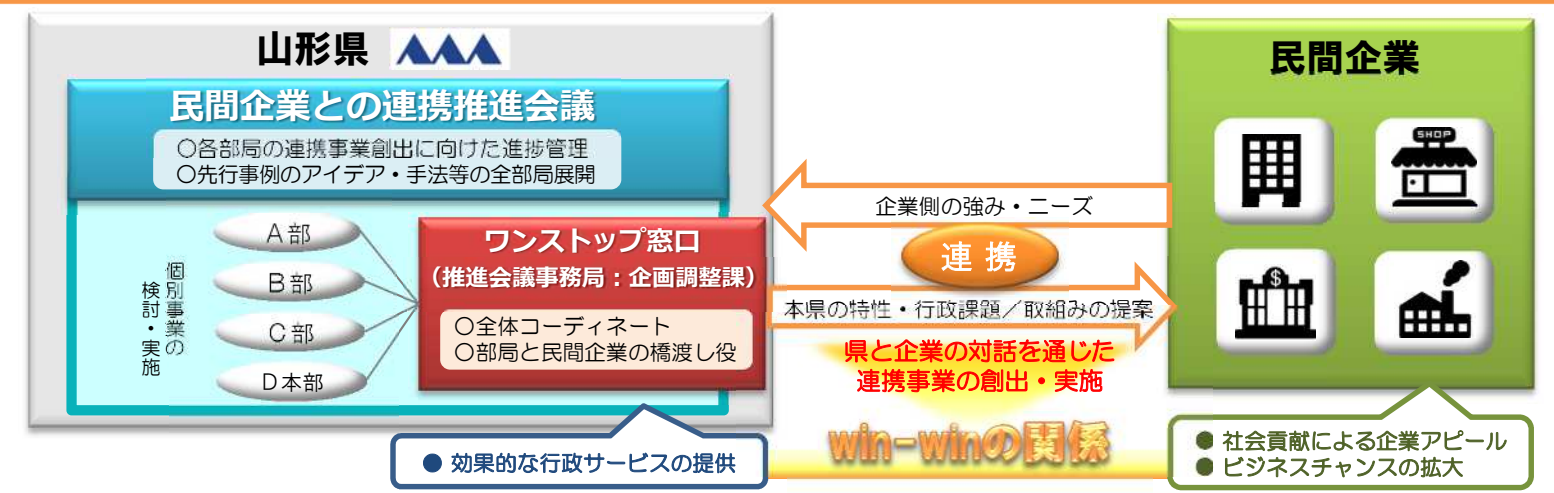 山形県
民間企業との連携推進会議
○各部局の連携事業創出に向けた進捗管理
○先行事例のアイデア・手法等の全部局展開
個別事業の
検討・実施
A部
B部
C部
D本部
ワンストップ窓口
(推進会議事務局:企画調整課)
○全体コーディネート
○部局と民間企業の橋渡し役
企業側の強み・ニーズ
連携
本県の特性・行政課題/取組みの提案
県と企業の対話を通じた
連携事業の創出・実施
win-winの関係
民間企業
SHOP
$
● 効果的な行政サービスの提供
● 社会貢献による企業アピール
● ビジネスチャンスの拡大